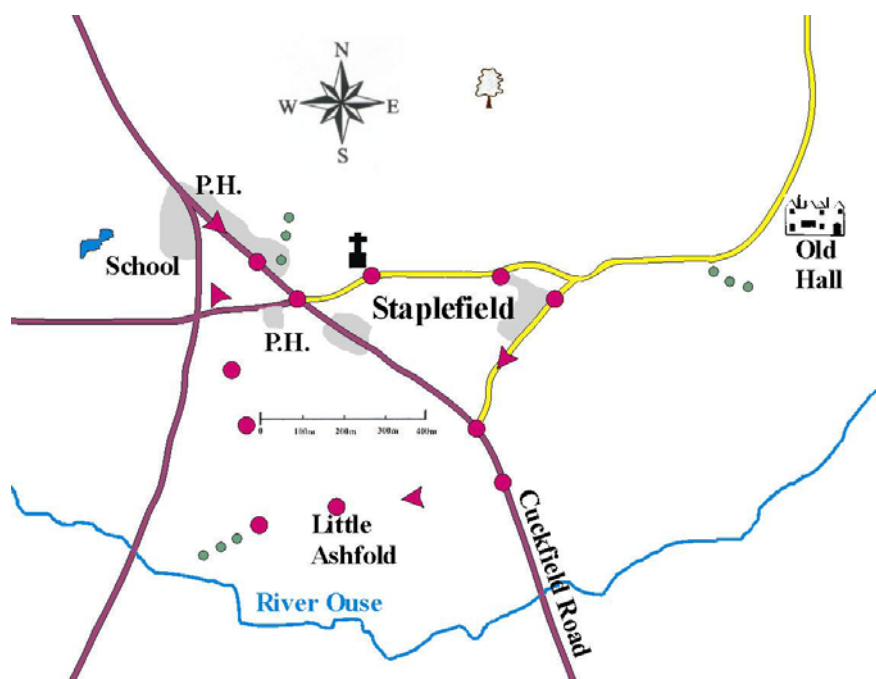 N
W
E
S
P.H.
School
Old
Hall
Staplefield
P.H.
0 100m 200m 300m 400m
Little
Ashfold
Cuckfield Road
River Ouse